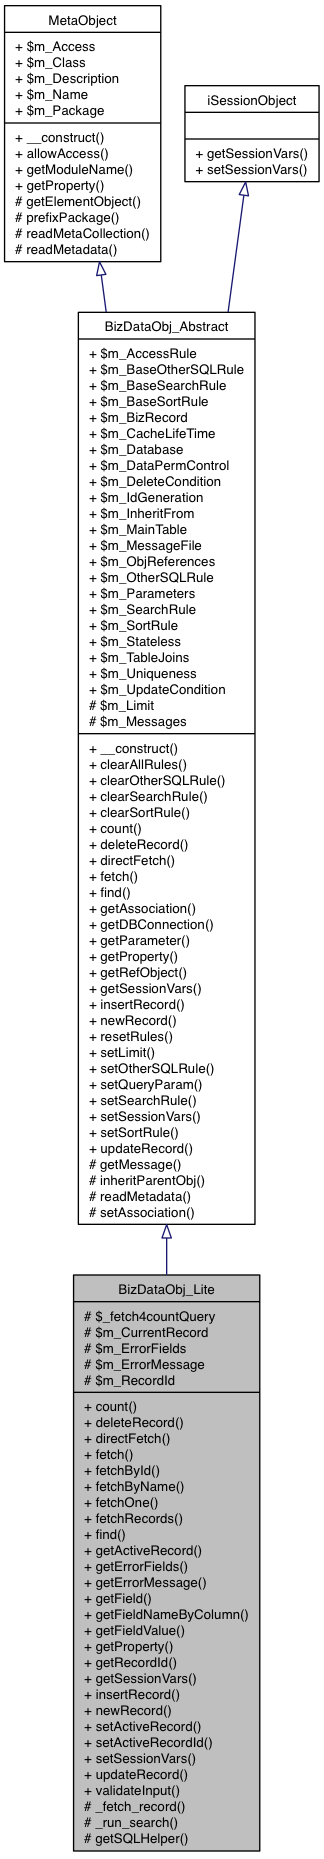 MetaObject
+ $m_Access
+ $m_Class
+ $m_Description
+ $m_Name
+ $m_Package
+ __construct()
+ allowAccess()
+ getModuleName()
+ getProperty()
# getElementObject()
# prefixPackage()
# readMetaCollection()
# readMetadata()
iSessionObject
+ getSessionVars()
+ setSessionVars()
BizDataObj_Abstract
+ $m_AccessRule
+ $m_BaseOtherSQLRule
+ $m_BaseSearchRule
+ $m_BaseSortRule
+ $m_BizRecord
+ $m_CacheLifeTime
+ $m_Database
+ $m_DataPermControl
+ $m_DeleteCondition
+ $m_IdGeneration
+ $m_InheritFrom
+ $m_MainTable
+ $m_MessageFile
+ $m_ObjReferences
+ $m_OtherSQLRule
+ $m_Parameters
+ $m_SearchRule
+ $m_SortRule
+ $m_Stateless
+ $m_TableJoins
+ $m_Uniqueness
+ $m_UpdateCondition
# $m_Limit
# $m_Messages
+ __construct()
+ clearAllRules()
+ clearOtherSQLRule()
+ clearSearchRule()
+ clearSortRule()
+ count()
+ deleteRecord()
+ directFetch()
+ fetch()
+ find()
+ getAssociation()
+ getDBConnection()
+ getParameter()
+ getProperty()
+ getRefObject()
+ getSessionVars()
+ insertRecord()
+ newRecord()
+ resetRules()
+ setLimit()
+ setOtherSQLRule()
+ setQueryParam()
+ setSearchRule()
+ setSessionVars()
+ setSortRule()
+ updateRecord()
# getMessage()
# inheritParentObj()
# readMetadata()
# setAssociation()
BizDataObj_Lite
# $_fetch4countQuery
# $m_CurrentRecord
# $m_ErrorFields
# $m_ErrorMessage
# $m_RecordId
+ count()
+ deleteRecord()
+ directFetch()
+ fetch()
+ fetchById()
+ fetchByName()
+ fetchOne()
+ fetchRecords()
+ find()
+ getActiveRecord()
+ getErrorFields()
+ getErrorMessage()
+ getField()
+ getFieldNameByColumn()
+ getFieldValue()
+ getProperty()
+ getRecordId()
+ getSessionVars()
+ insertRecord()
+ newRecord()
+ setActiveRecord()
+ setActiveRecordId()
+ setSessionVars()
+ updateRecord()
+ validateInput()
# _fetch_record()
# _run_search()
# getSQLHelper()